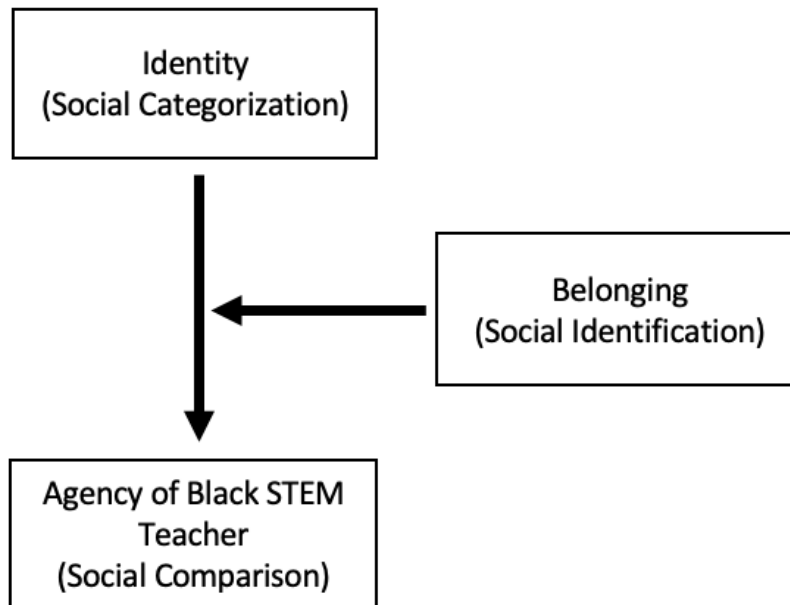 Identity
(Social Categorization)
Belonging
(Social Identification)
Agency of Black STEM
Teacher
(Social Comparison)